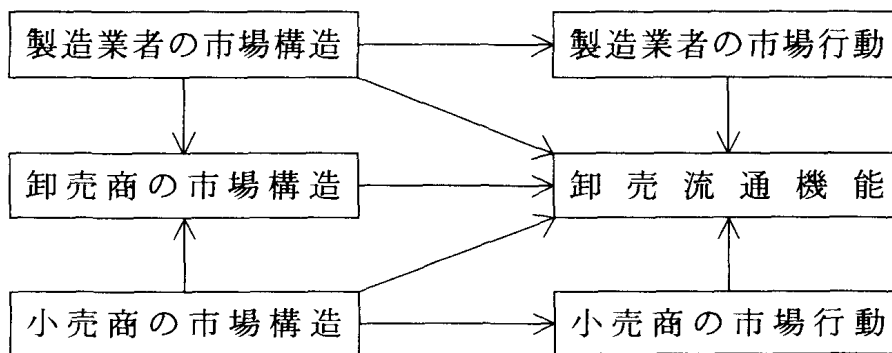 製造業者の市場構造
製造業者の市場行動
卸売商の市場構造
卸売流通機能
小売商の市場構造
小売商の市場行動